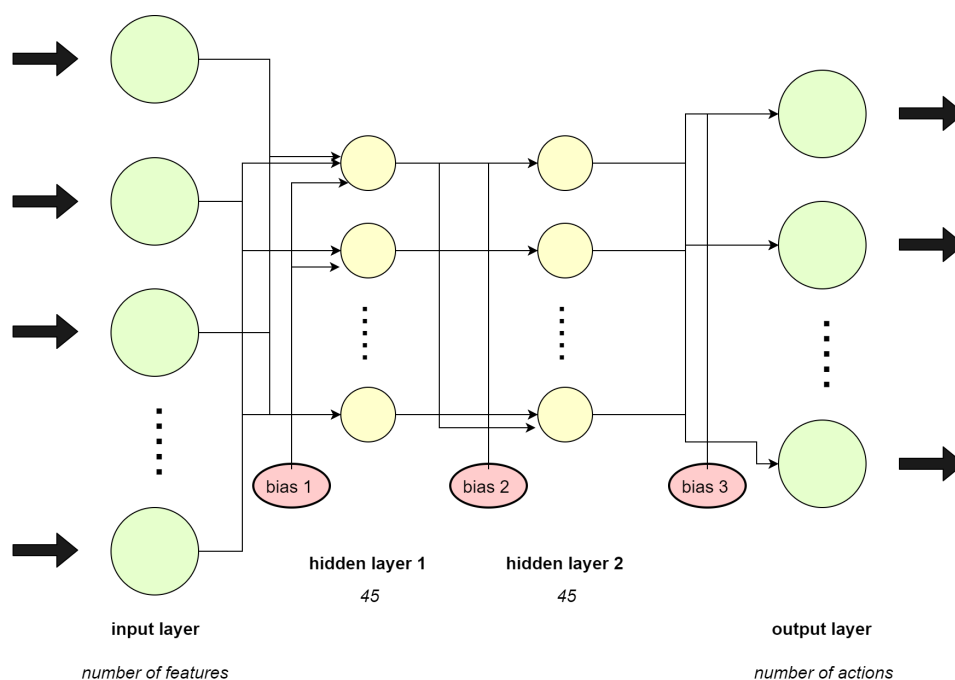 bias 1
bias 2
bias 3
hidden layer 1
hidden layer 2
45
45
input layer
output layer
number of features
number of actions